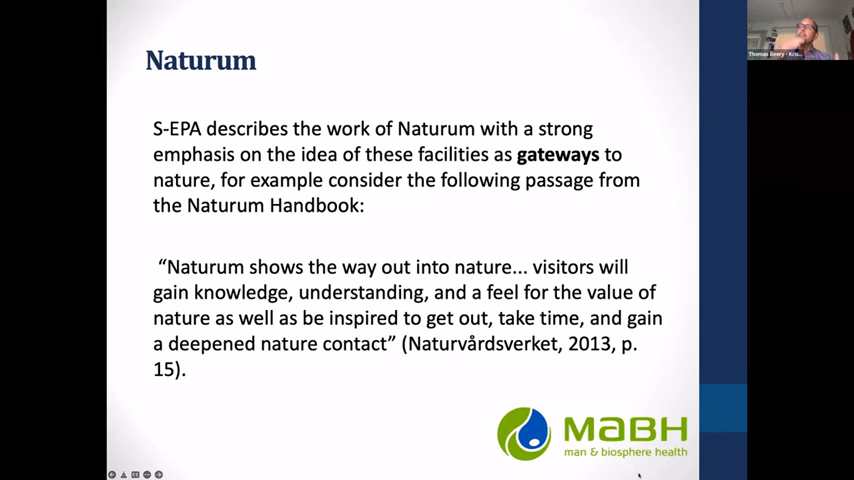 Naturum
Thomas Beery - Kris...
S-EPA describes the work of Naturum with a strong
emphasis on the idea of these facilities as gateways to
nature, for example consider the following passage from
the Naturum Handbook:
“Naturum shows the way out into nature... visitors will
gain knowledge, understanding, and a feel for the value of
nature as well as be inspired to get out, take time, and gain
a deepened nature contact” (Naturvårdsverket, 2013, p.
15).
MABH
man & biosphere health